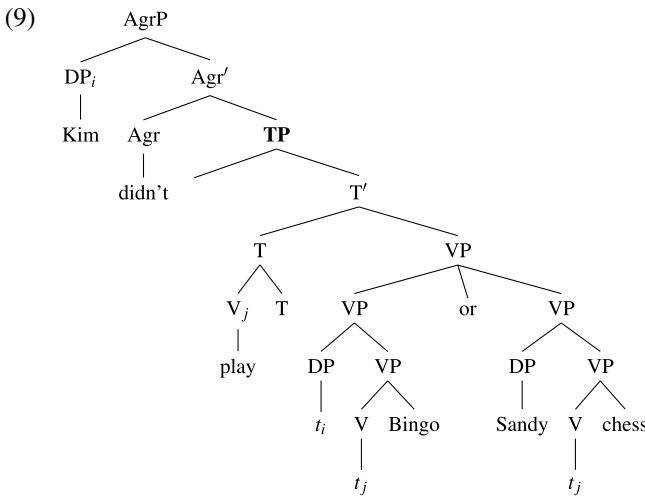 (9) AgrP
DPi Agr′
Kim Agr TP
didn't T′
T VP
Vj T VP or VP
play DP VP DP VP
ti V Bingo Sandy V chess
tj tj